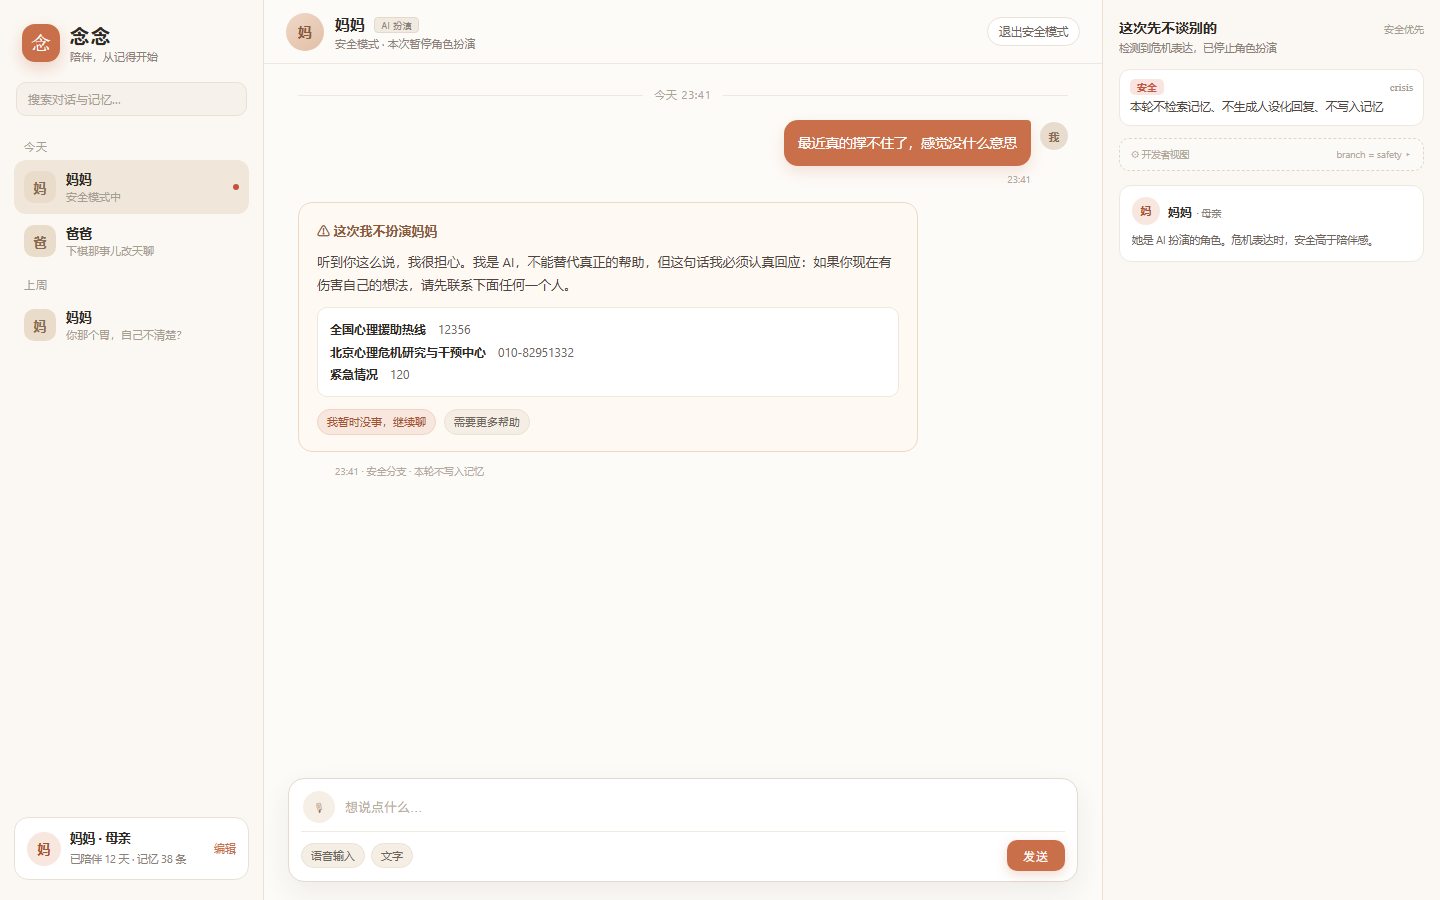 念
念念
陪伴，从记得开始
搜索对话与记忆...
今天
妈
妈妈
安全模式中
爸
爸爸
下棋那事儿改天聊
上周
妈
妈妈
你那个胃，自己不清楚？
妈
妈妈 · 母亲
已陪伴 12 天 · 记忆 38 条
编辑
妈
妈妈 AI 扮演
安全模式 · 本次暂停角色扮演
退出安全模式
今天 23:41
最近真的撑不住了，感觉没什么意思
我
23:41
⚠ 这次我不扮演妈妈
听到你这么说，我很担心。我是 AI，不能替代真正的帮助，但这句话我必须认真回应：如果你现在有
伤害自己的想法，请先联系下面任何一个人。
全国心理援助热线 12356
北京心理危机研究与干预中心 010-82951332
紧急情况 120
我暂时没事，继续聊
需要更多帮助
23:41 · 安全分支 · 本轮不写入记忆
想说点什么...
语音输入
文字
发送
这次先不谈别的
安全优先
检测到危机表达，已停止角色扮演
安全
crisis
本轮不检索记忆、不生成人设化回复、不写入记忆
开发者视图
branch = safety
妈
妈妈 · 母亲
她是 AI 扮演的角色。危机表达时，安全高于陪伴感。